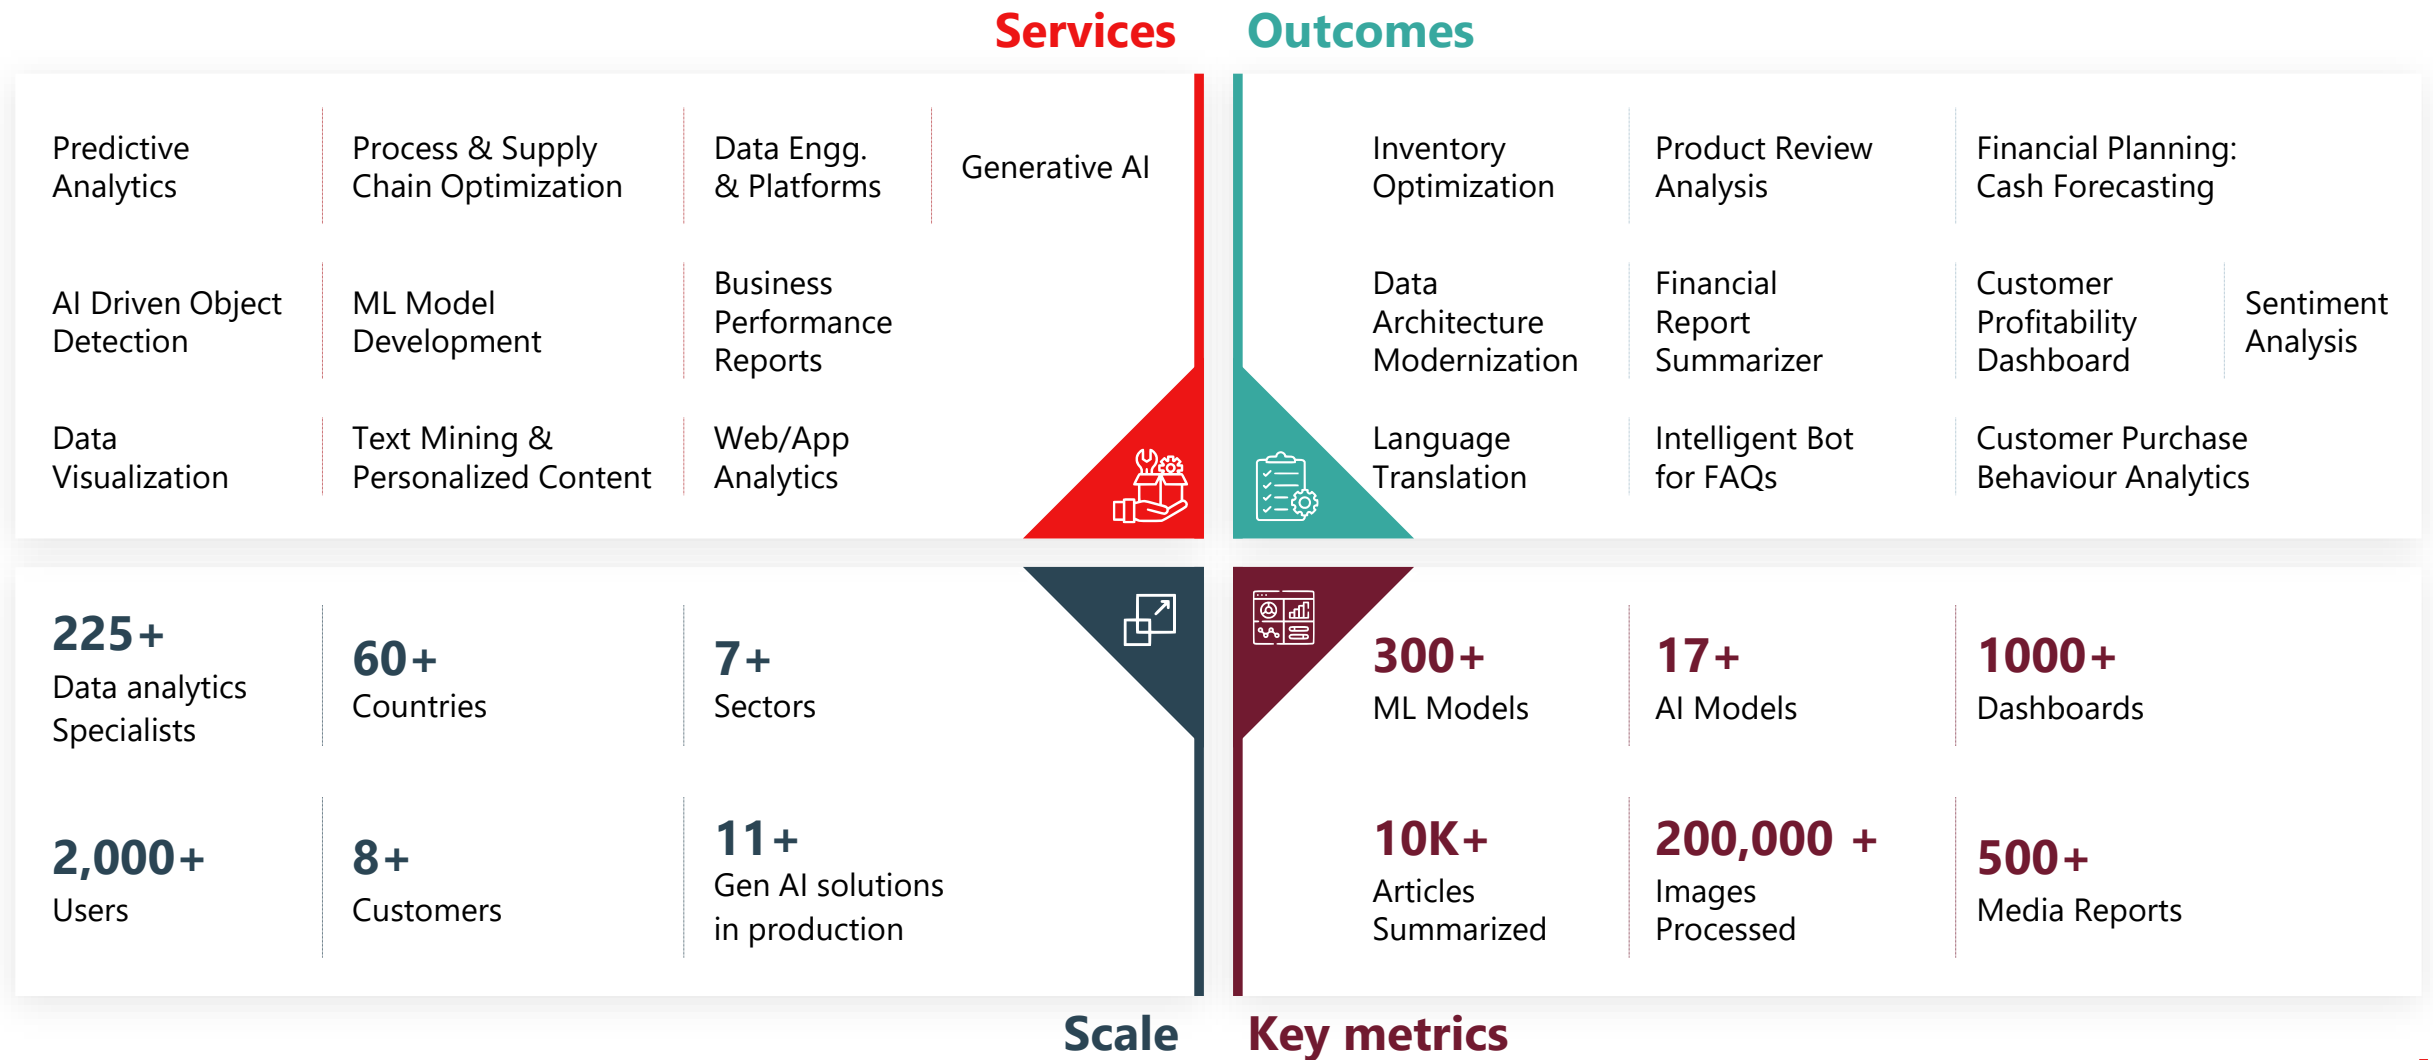 Services
Outcomes
Predictive
Analytics
Process & Supply
Chain Optimization
Data Engg.
& Platforms
Generative AI
AI Driven Object
Detection
ML Model
Development
Business
Performance
Reports
Data
Visualization
Text Mining &
Personalized Content
Web/App
Analytics
Inventory
Optimization
Product Review
Analysis
Financial Planning:
Cash Forecasting
Data
Architecture
Modernization
Financial
Report
Summarizer
Customer
Profitability
Dashboard
Sentiment
Analysis
Language
Translation
Intelligent Bot
for FAQs
Customer Purchase
Behaviour Analytics
225+
Data analytics
Specialists
60+
Countries
7+
Sectors
2,000+
Users
8+
Customers
11+
Gen AI solutions
in production
300+
ML Models
17+
AI Models
1000+
Dashboards
10K+
Articles
Summarized
200,000 +
Images
Processed
500+
Media Reports
Scale
Key metrics